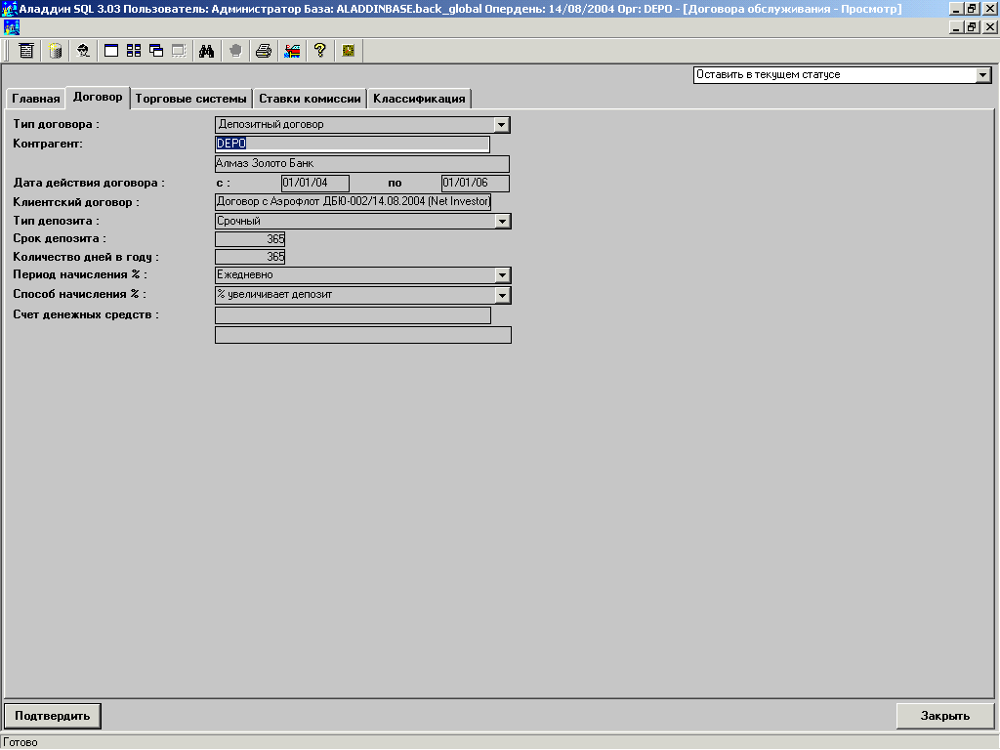 Аладдин SQL 3.03 Пользователь: Администратор База: ALADDINBASE.back_global Опердень: 14/08/2004 Орг: DEPO - [Договора обслуживания - Просмотр]
Оставить в текущем статусе
Главная Договор Торговые системы Ставки комиссии Классификация
Тип договора : Депозитный договор
Контрагент: DEPO
Алмаз Золото Банк
Дата действия договора : с : 01/01/04 по 01/01/06
Клиентский договор : Договор с Аэрофлот ДБЮ-002/14.08.2004 (Net Investor)
Тип депозита : Срочный
Срок депозита : 365
Количество дней в году : 365
Период начисления % : Ежедневно
Способ начисления % : % увеличивает депозит
Счет денежных средств :
Подтвердить Закрыть
Готово